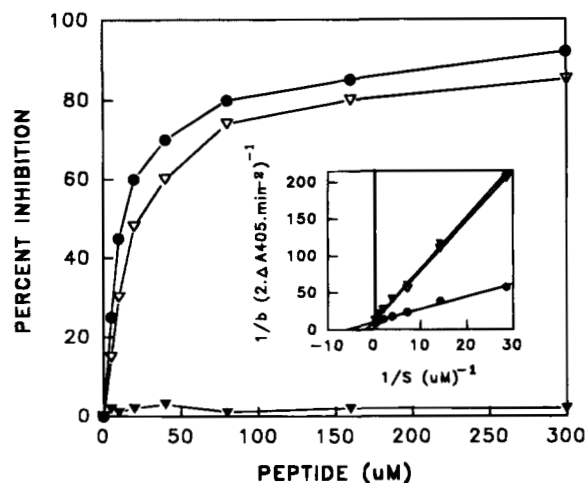 PERCENT INHIBITION
100
80
60
40
20
0
0 50 100 150 200 250 300
PEPTIDE (uM)
1/b (2.ΔA405.min⁻²)⁻¹
200
150
100
50
0
-10 0 10 20 30
1/S (uM)⁻¹